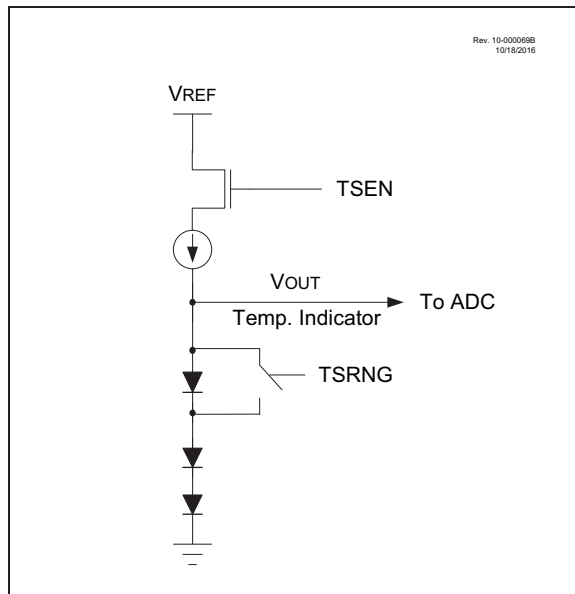 Rev. 10-000069B
10/18/2016
VREF
TSEN
VOUT
To ADC
Temp. Indicator
TSRNG